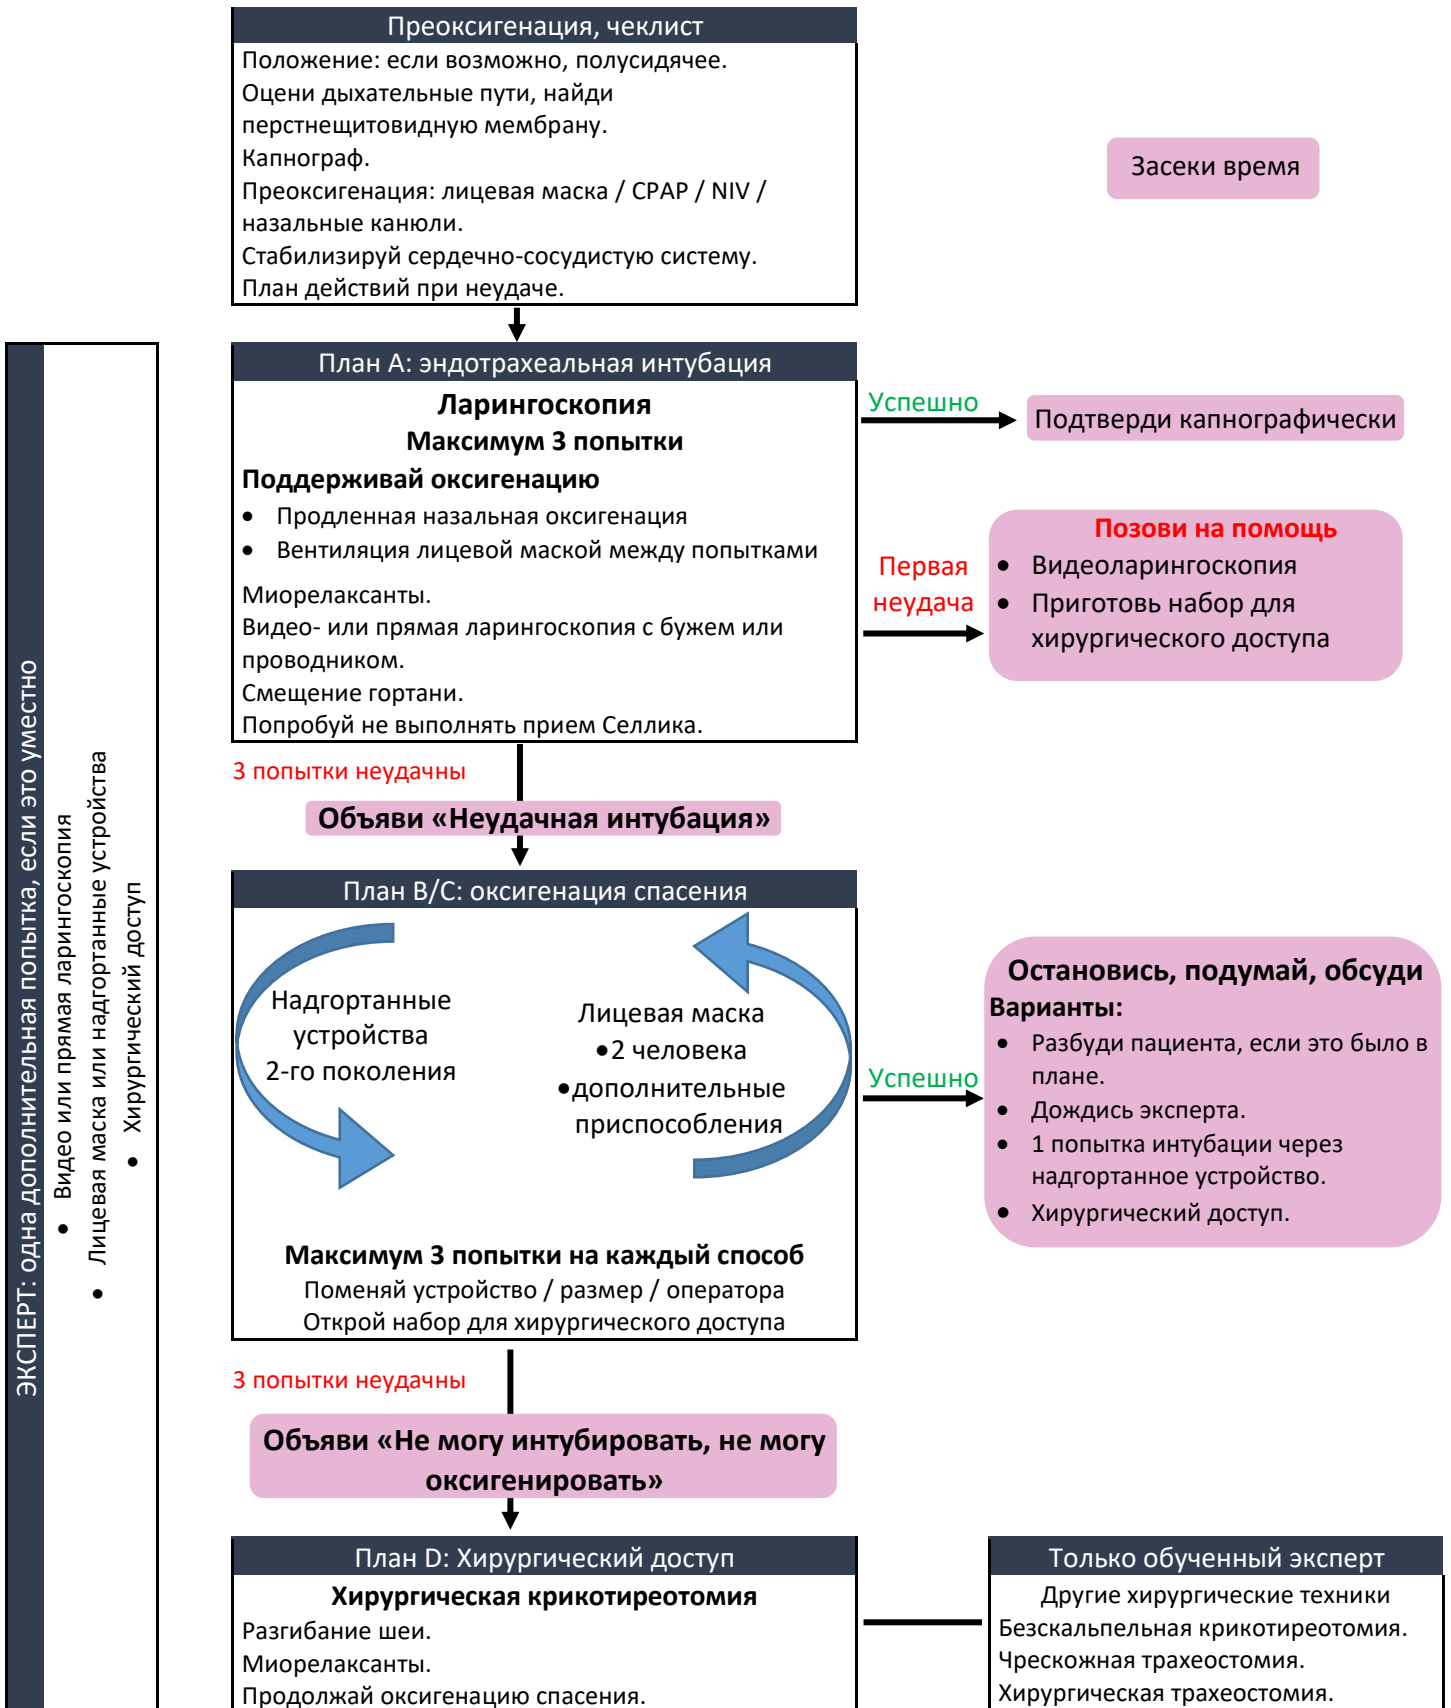 Преоксигенация, чеклист
Положение: если возможно, полусидячее.
Оцени дыхательные пути, найди
перстнещитовидную мембрану.
Капнограф.
Преоксигенация: лицевая маска / CPAP / NIV /
назальные канюли.
Стабилизируй сердечно-сосудистую систему.
План действий при неудаче.
Засеки время
ЭКСПЕРТ: одна дополнительная попытка, если это уместно
• Видео или прямая ларингоскопия
• Лицевая маска или надгортанные устройства
• Хирургический доступ
План А: эндотрахеальная интубация
Ларингоскопия
Максимум 3 попытки
Поддерживай оксигенацию
• Продленная назальная оксигенация
• Вентиляция лицевой маской между попытками
Миорелаксанты.
Видео- или прямая ларингоскопия с бужем или
проводником.
Смещение гортани.
Попробуй не выполнять прием Селлика.
Успешно
Подтверди капнографически
Первая
неудача
Позови на помощь
• Видеоларингоскопия
• Приготовь набор для
хирургического доступа
3 попытки неудачны
Объяви «Неудачная интубация»
План В/С: оксигенация спасения
Надгортанные
устройства
2-го поколения
Лицевая маска
•2 человека
•дополнительные
приспособления
Максимум 3 попытки на каждый способ
Поменяй устройство / размер / оператора
Открой набор для хирургического доступа
Успешно
Остановись, подумай, обсуди
Варианты:
• Разбуди пациента, если это было в
плане.
• Дождись эксперта.
• 1 попытка интубации через
надгортанное устройство.
• Хирургический доступ.
3 попытки неудачны
Объяви «Не могу интубировать, не могу
оксигенировать»
План D: Хирургический доступ
Хирургическая крикотиреотомия
Разгибание шеи.
Миорелаксанты.
Продолжай оксигенацию спасения.
Только обученный эксперт
Другие хирургические техники
Безскальпельная крикотиреотомия.
Чрескожная трахеостомия.
Хирургическая трахеостомия.